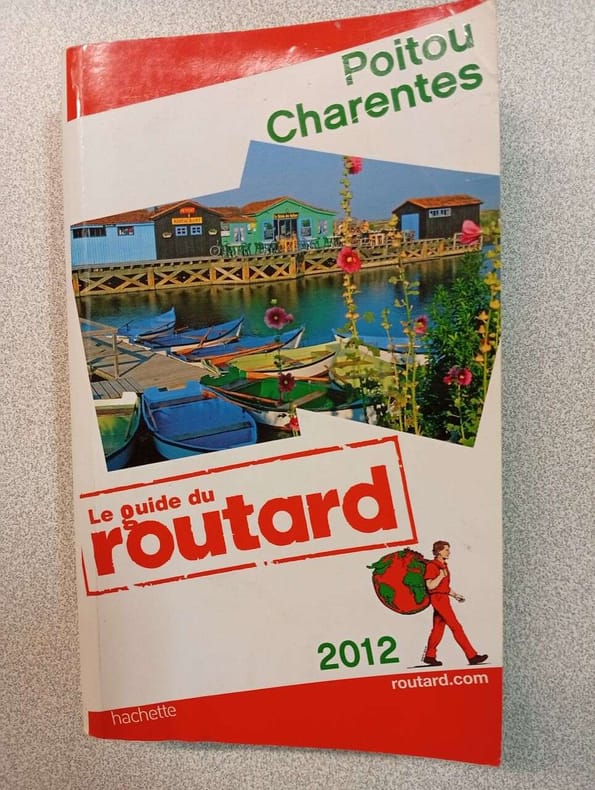 Poitou
Charentes
Le guide du
routard
2012
routard.com
hachette